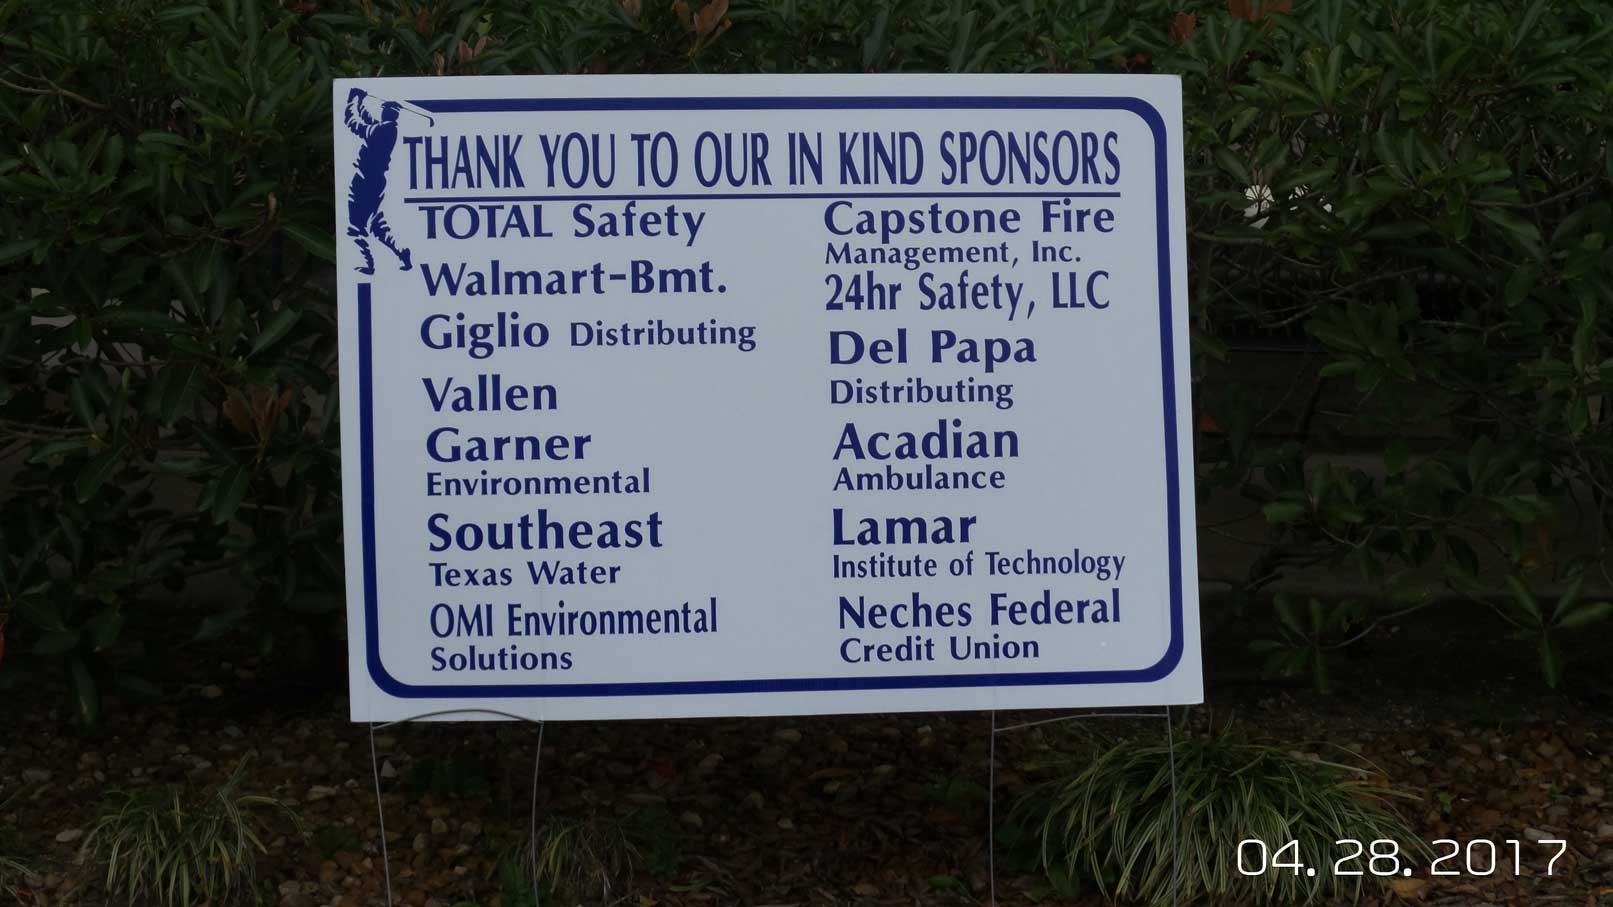 THANK YOU TO OUR IN KIND SPONSORS
TOTAL Safety
Walmart-Bmt.
Giglio Distributing
Vallen
Garner
Environmental
Southeast
Texas Water
OMI Environmental
Solutions
Capstone Fire
Management, Inc.
24hr Safety, LLC
Del Papa
Distributing
Acadian
Ambulance
Lamar
Institute of Technology
Neches Federal
Credit Union
04.28.2017